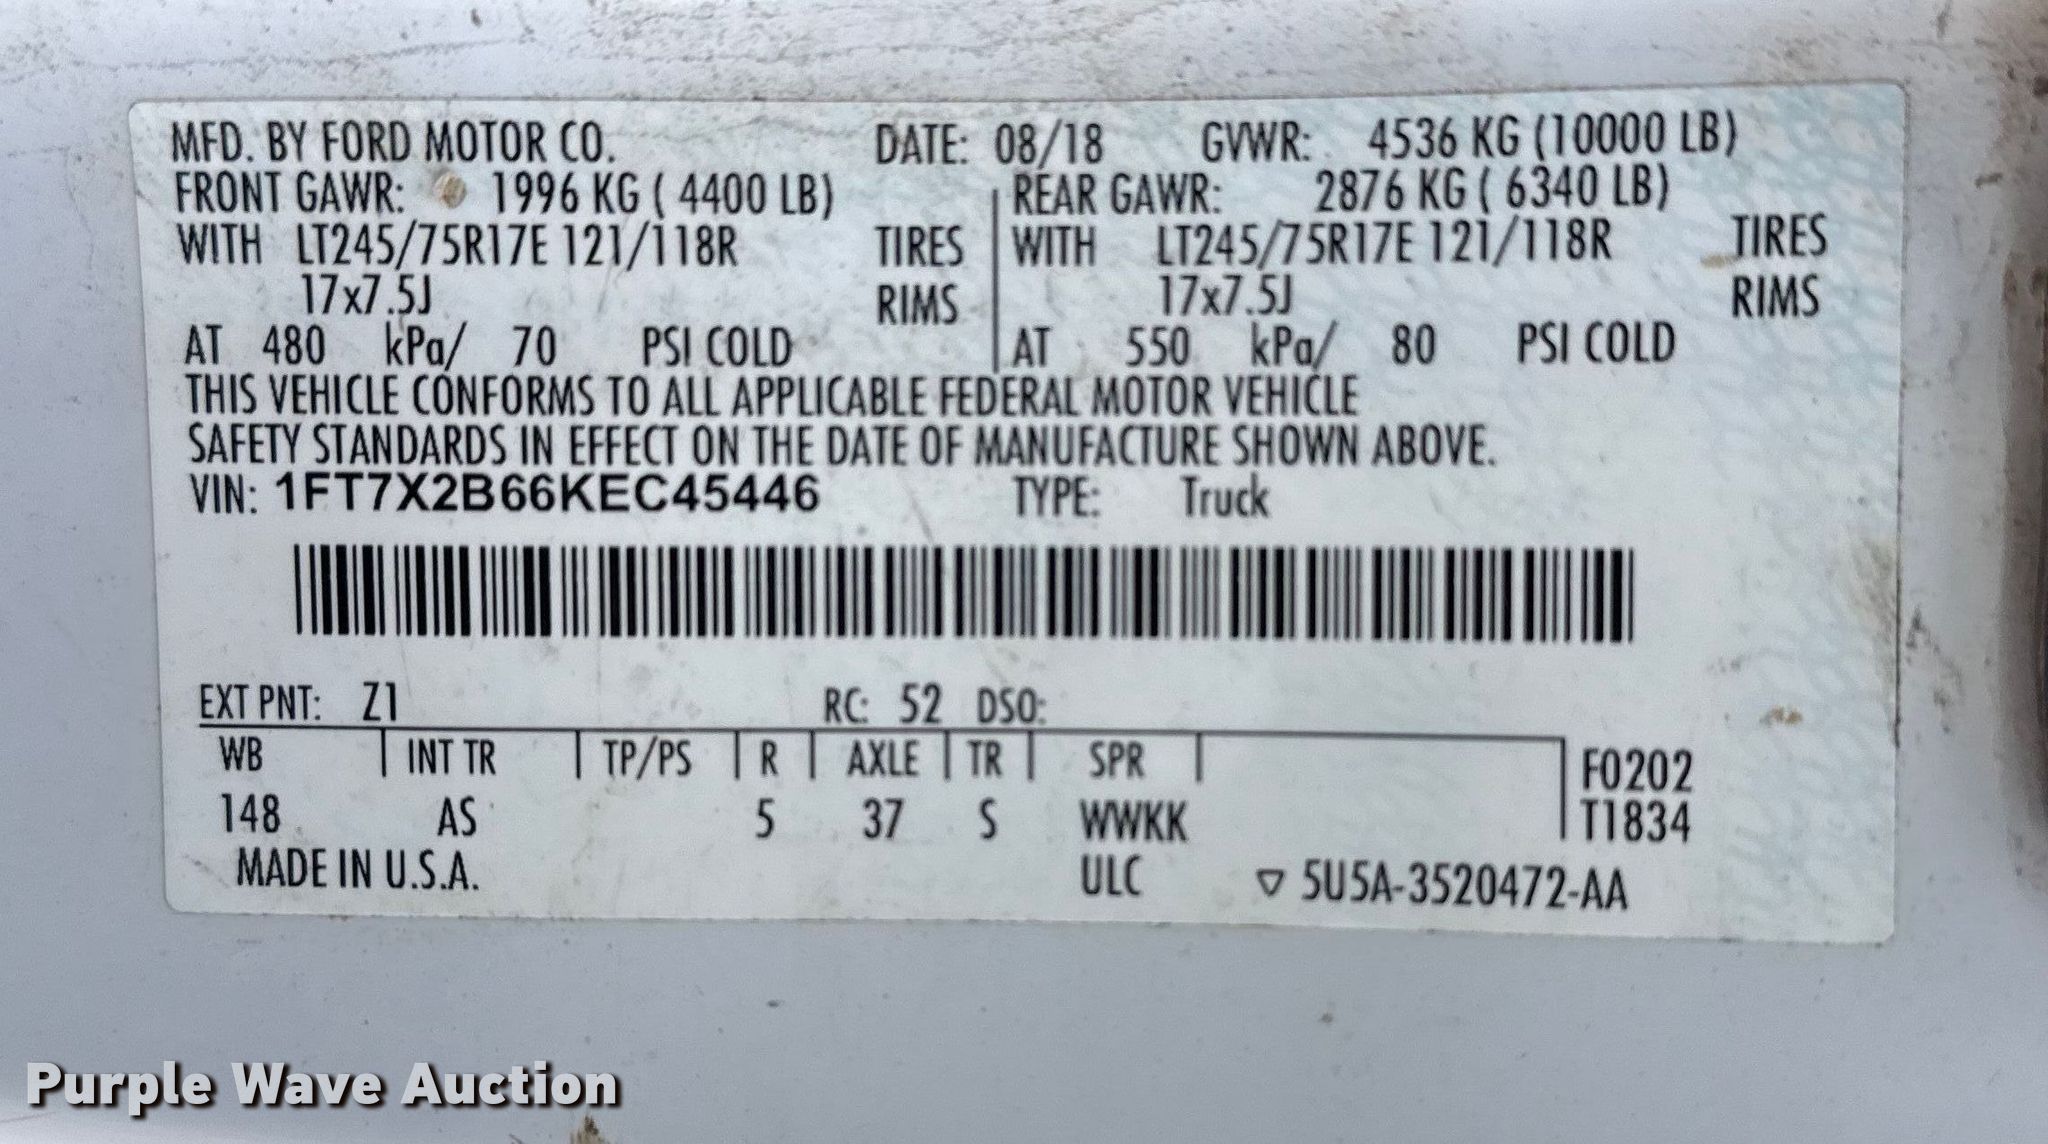 MFD. BY FORD MOTOR CO. DATE: 08/18 GVWR: 4536 KG (10000 LB)
FRONT GAWR: 1996 KG ( 4400 LB) REAR GAWR: 2876 KG ( 6340 LB)
WITH LT245/75R17E 121/118R TIRES WITH LT245/75R17E 121/118R TIRES
17x7.5J RIMS 17x7.5J RIMS
AT 480 kPa/ 70 PSI COLD AT 550 kPa/ 80 PSI COLD
THIS VEHICLE CONFORMS TO ALL APPLICABLE FEDERAL MOTOR VEHICLE
SAFETY STANDARDS IN EFFECT ON THE DATE OF MANUFACTURE SHOWN ABOVE.
VIN: 1FT7X2B66KEC45446 TYPE: Truck
EXT PNT: Z1 RC: 52 DSO:
WB INT TR TP/PS R AXLE TR SPR F0202
148 AS 5 37 S WWKK T1834
MADE IN U.S.A. ULC ▽ 5U5A-3520472-AA
Purple Wave Auction